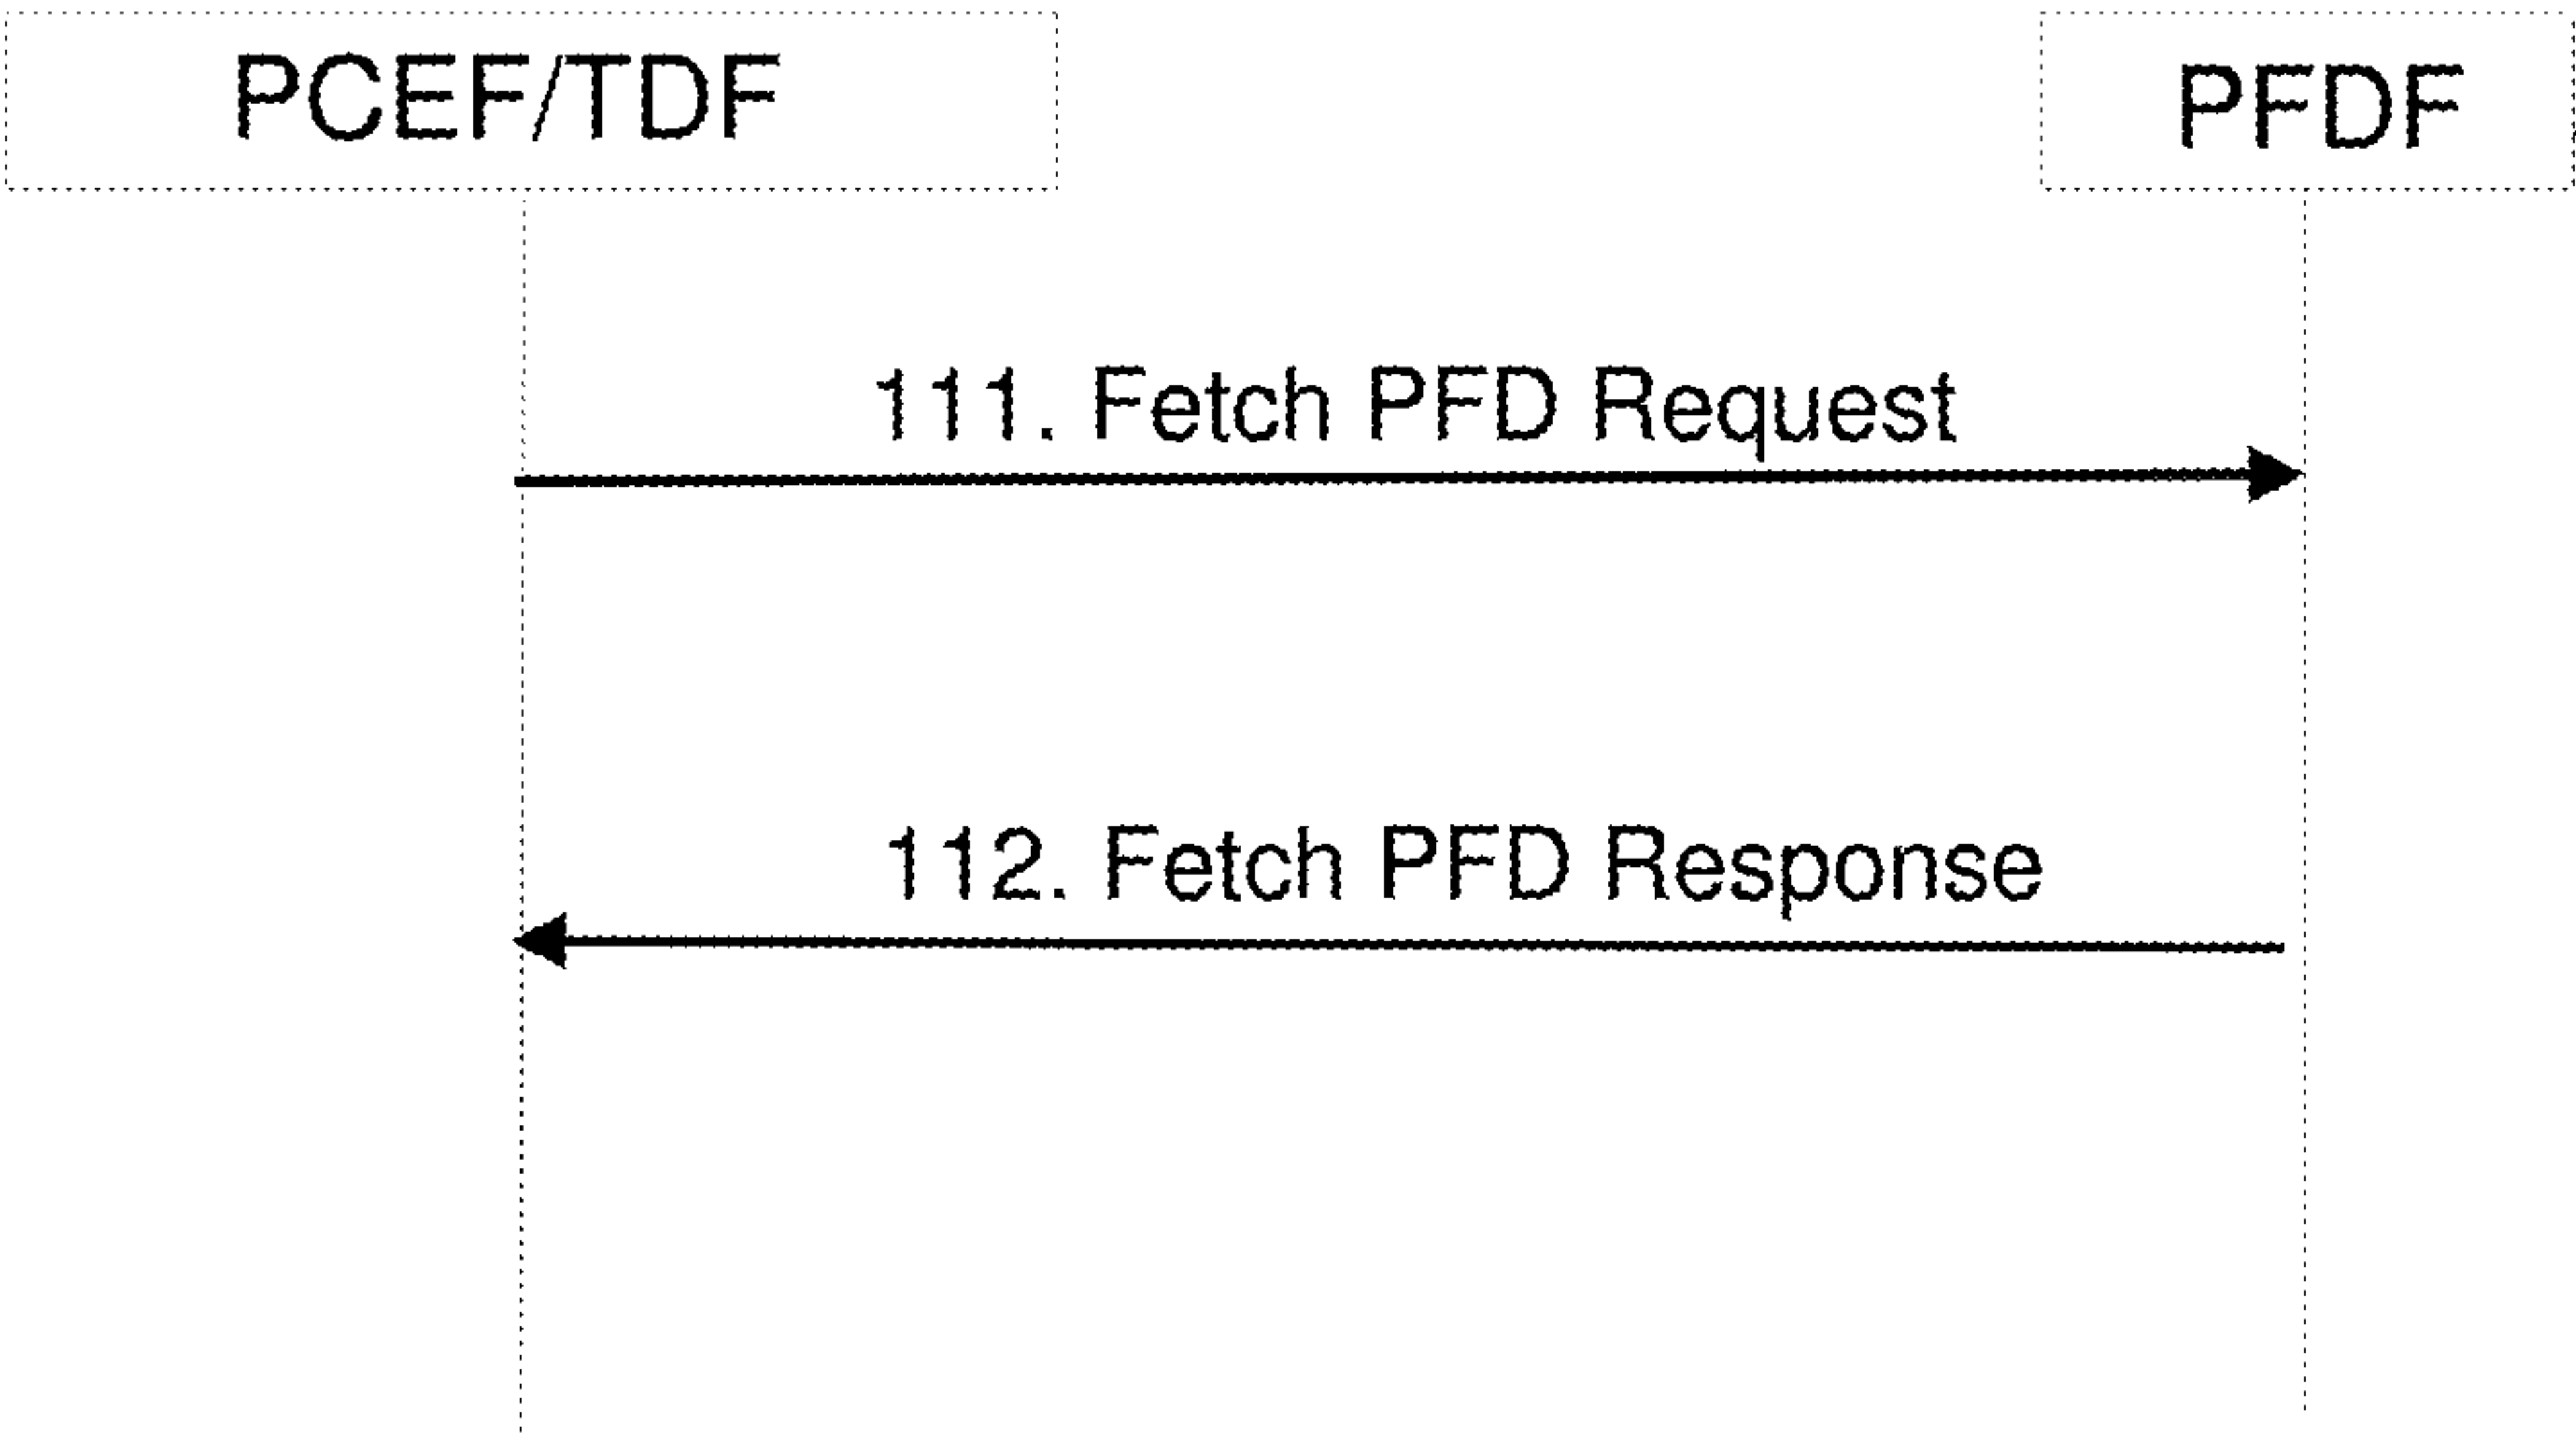 PCEF/TDF
PFDF
111. Fetch PFD Request
112. Fetch PFD Response